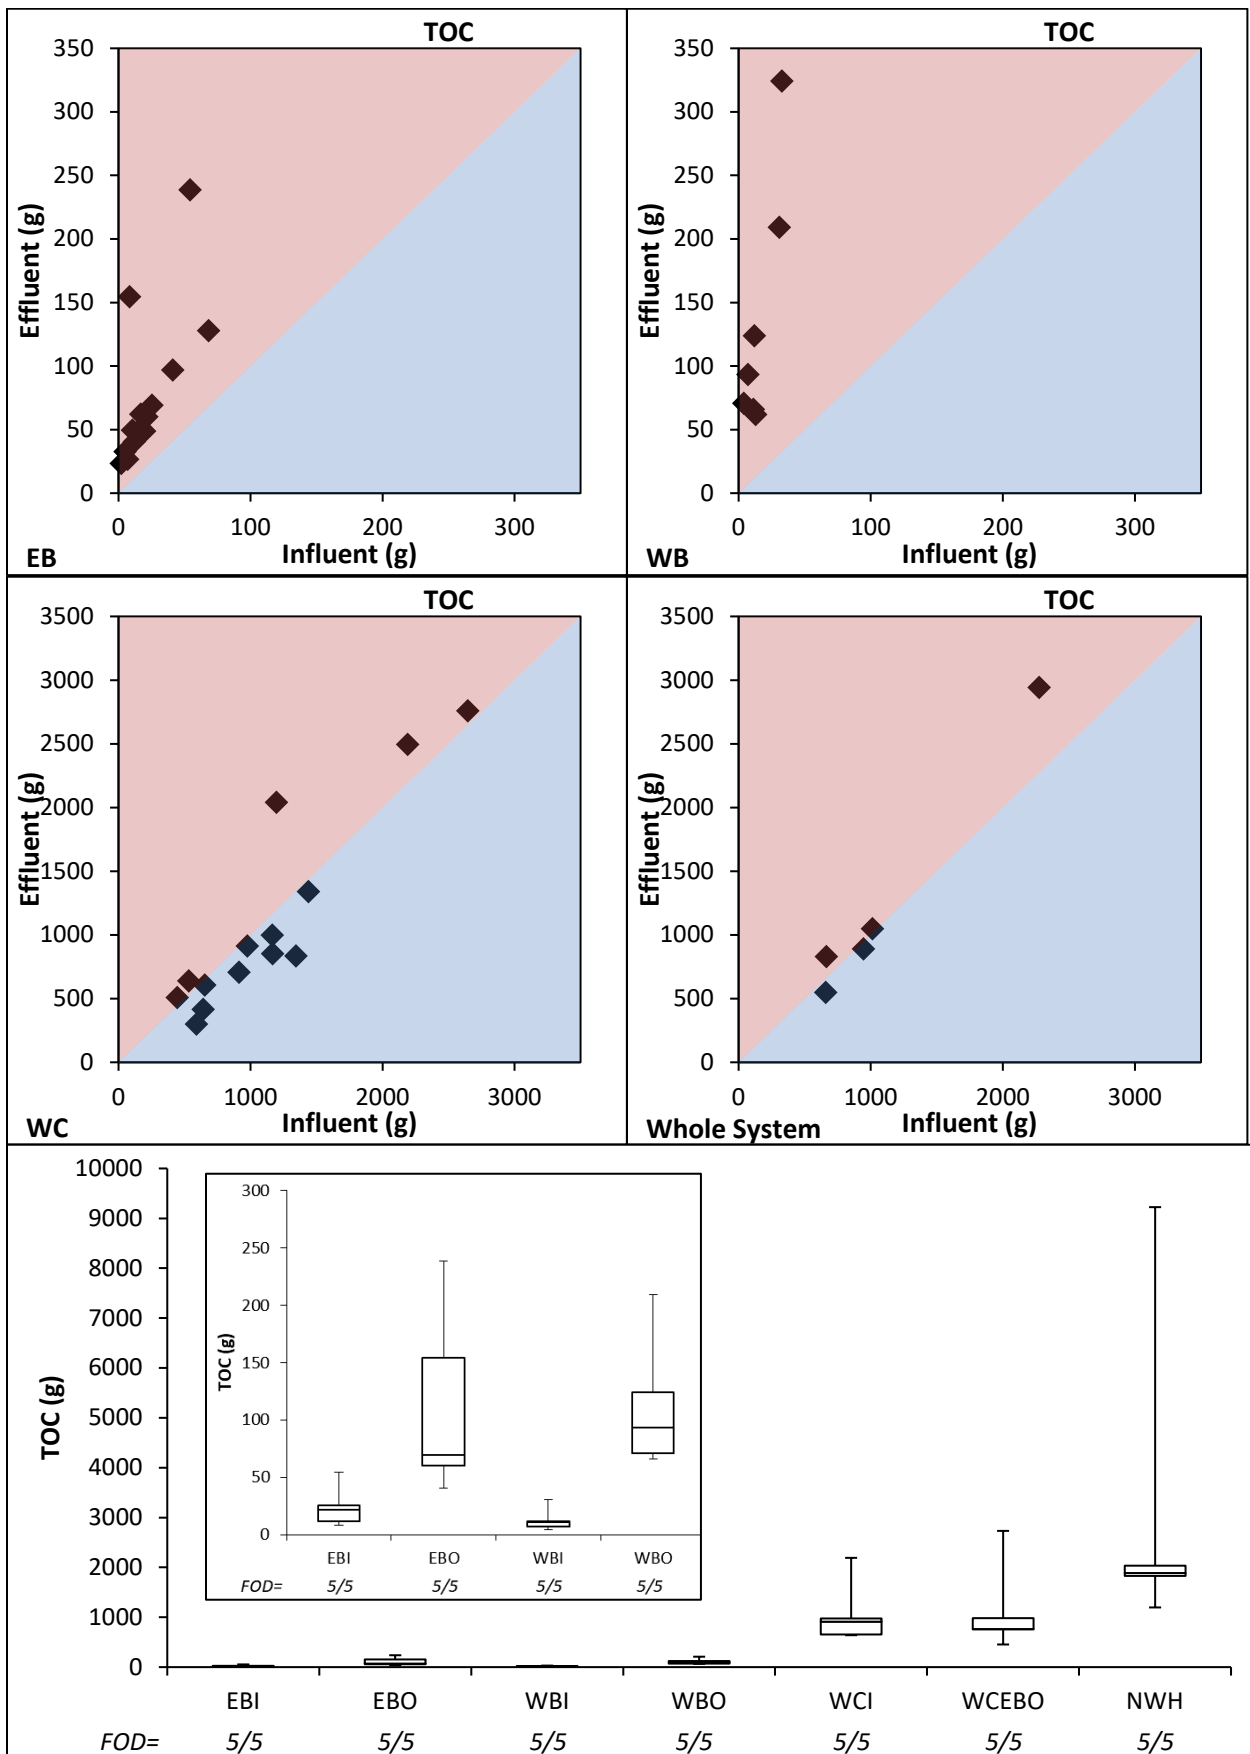 TOC
350
300
250
200
150
100
50
0
Effluent (g)
0 100 200 300
Influent (g)
EB
TOC
350
300
250
200
150
100
50
0
Effluent (g)
0 100 200 300
Influent (g)
WB
TOC
3500
3000
2500
2000
1500
1000
500
0
Effluent (g)
0 1000 2000 3000
Influent (g)
WC
TOC
3500
3000
2500
2000
1500
1000
500
0
Effluent (g)
0 1000 2000 3000
Influent (g)
Whole System
10000
9000
8000
7000
6000
5000
4000
3000
2000
1000
0
TOC (g)
300
250
200
150
100
50
0
TOC (g)
EBI EBO WBI WBO
FOD= 5/5 5/5 5/5 5/5
EBI EBO WBI WBO WCI WCEBO NWH
FOD= 5/5 5/5 5/5 5/5 5/5 5/5 5/5